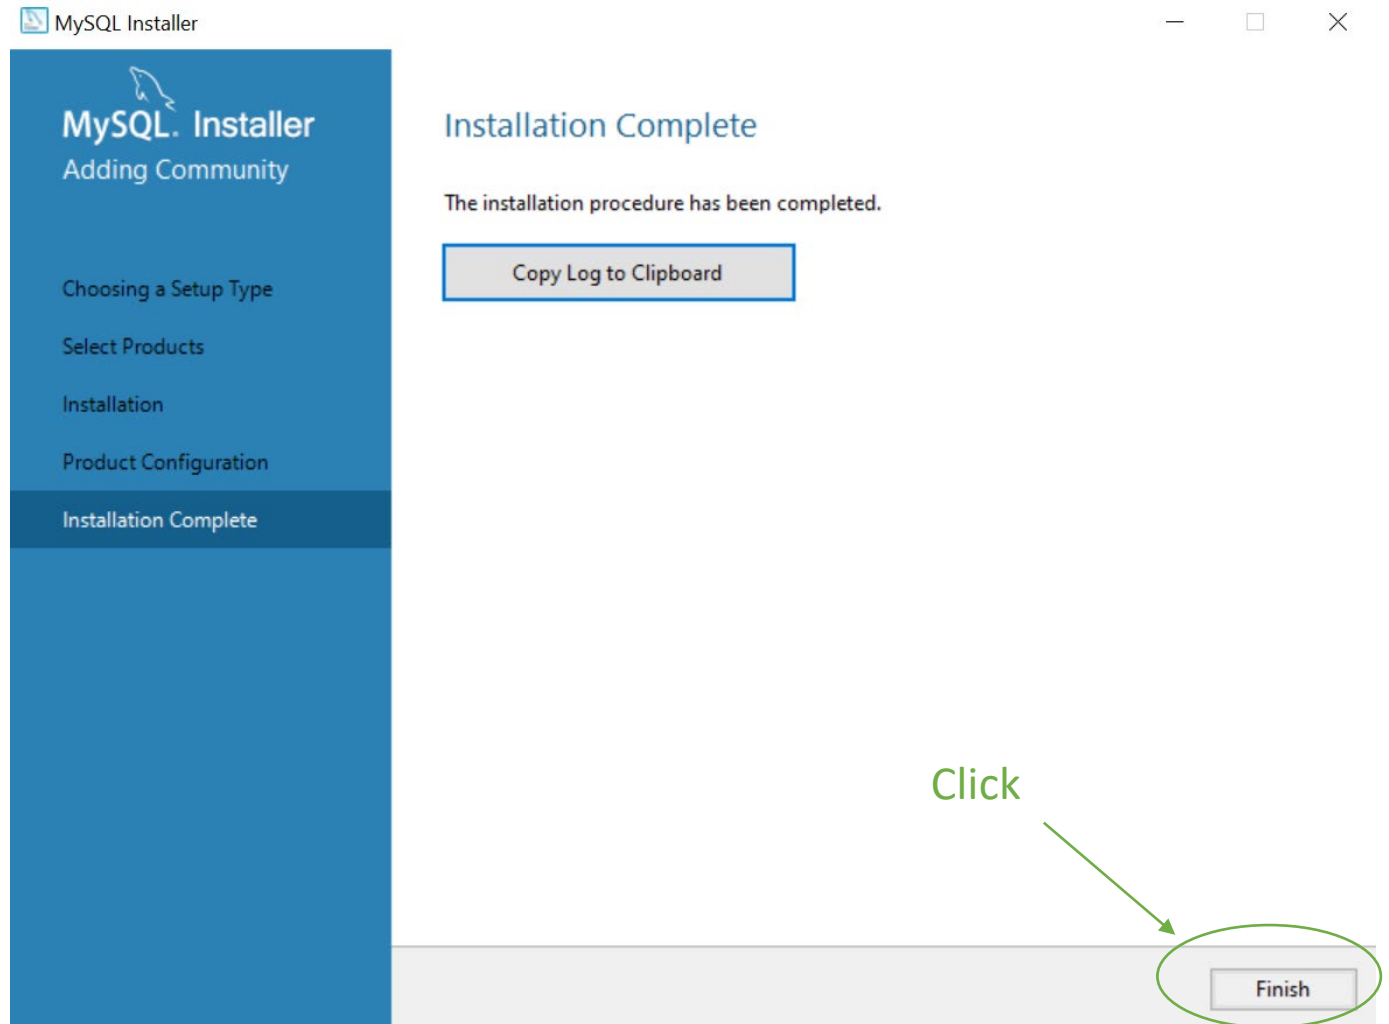 MySQL Installer
MySQL. Installer
Adding Community
Choosing a Setup Type
Select Products
Installation
Product Configuration
Installation Complete
Installation Complete
The installation procedure has been completed.
Copy Log to Clipboard
Click
Finish